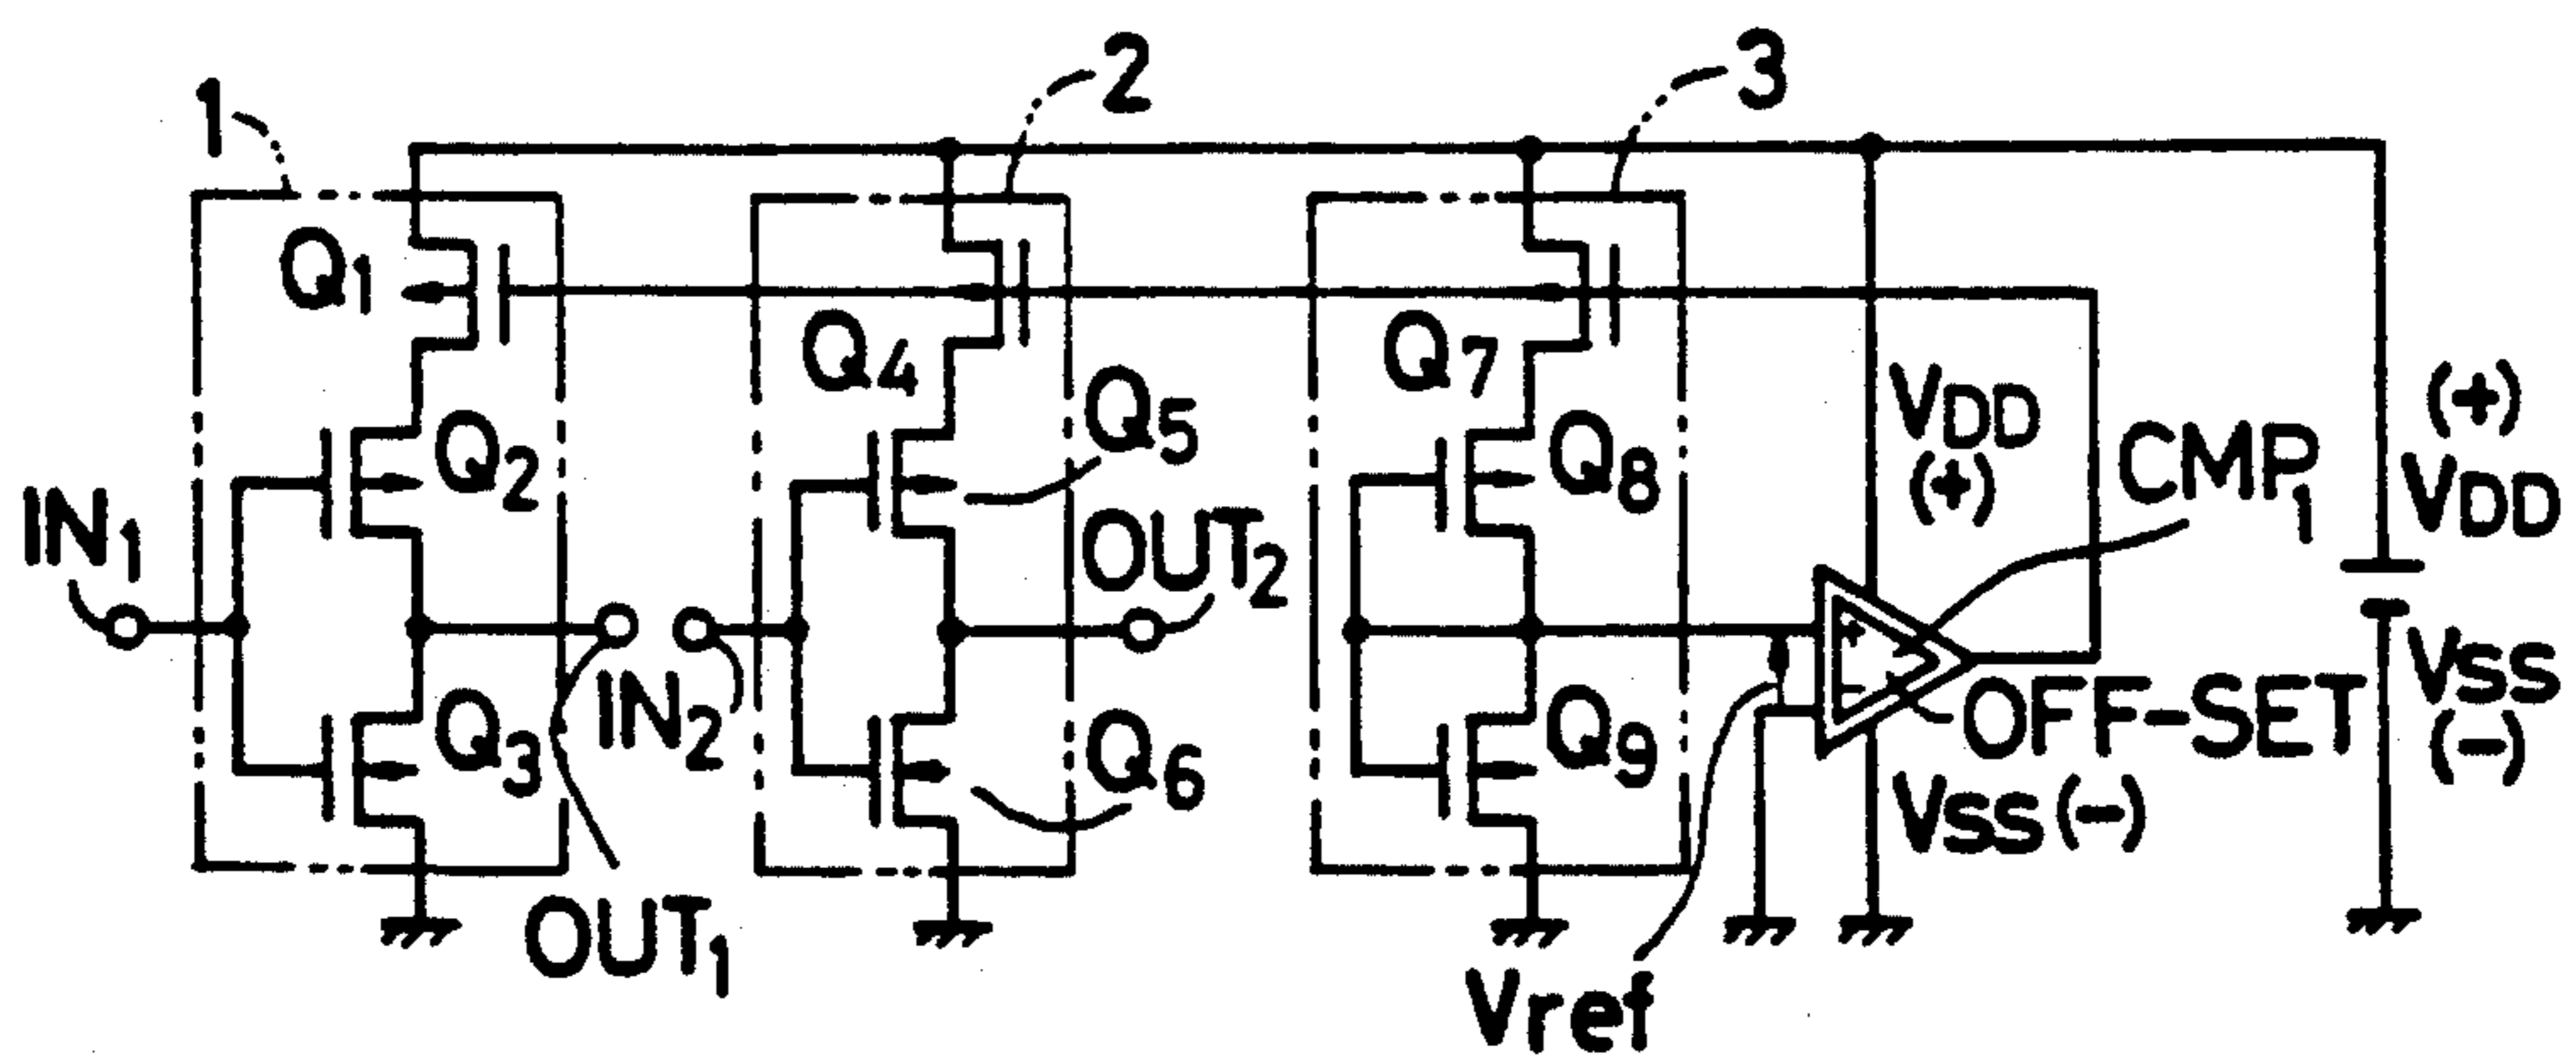 1
2
3
Q1
Q4
Q7
Q2
Q5
Q8
VDD
(+)
CMP1
(+)
VDD
IN1
OUT2
+
-
VSS
(-)
Q3
IN2
Q6
Q9
OFF-SET
VSS(-)
OUT1
Vref